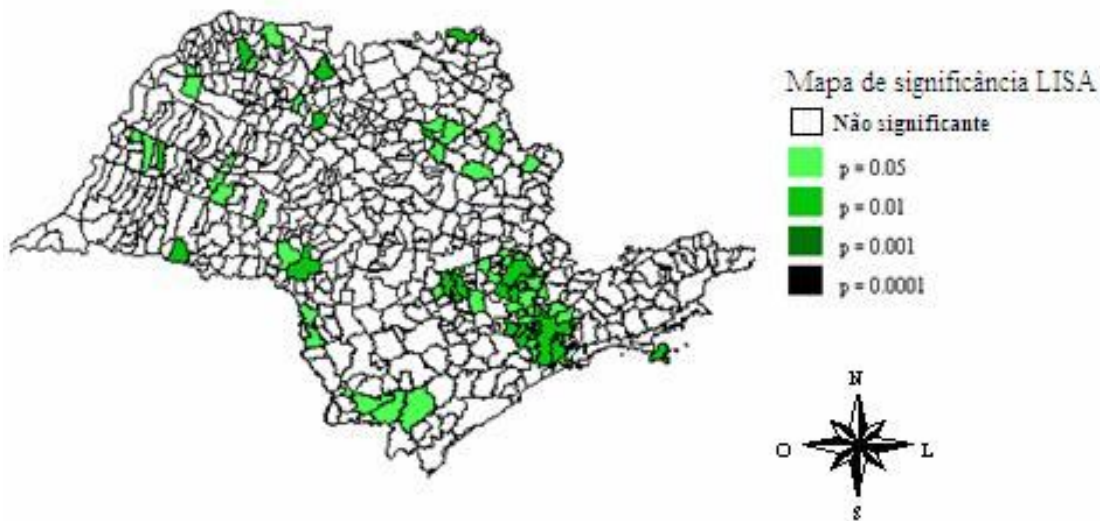 Mapa de significância LISA
Não significante
p = 0.05
p = 0.01
p = 0.001
p = 0.0001
N
O L
S